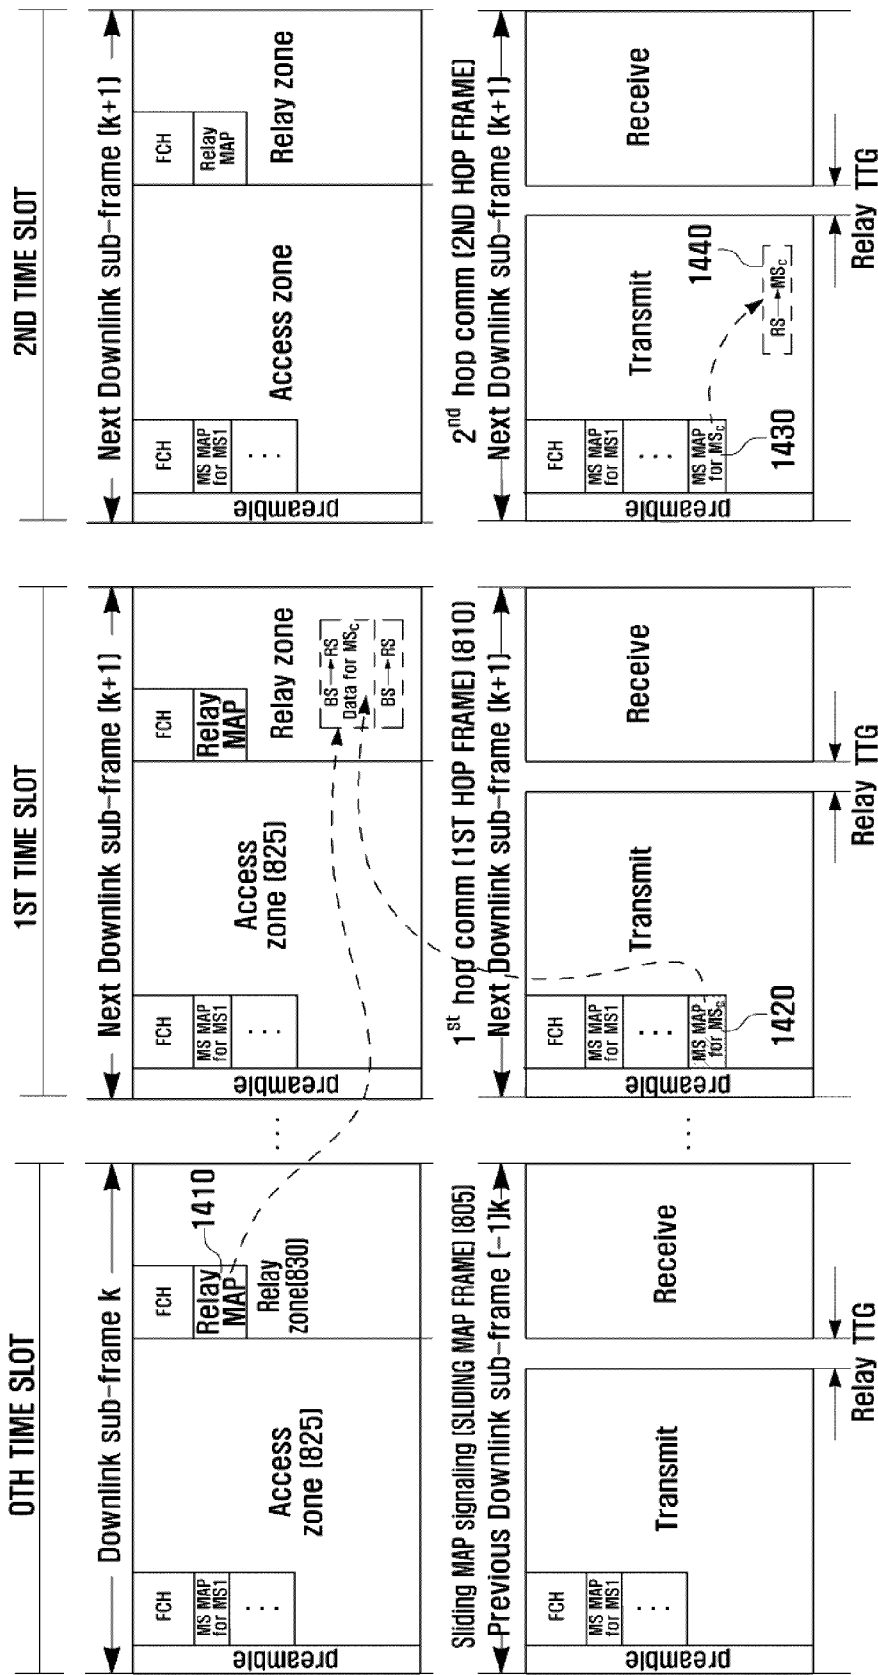 0TH TIME SLOT
1ST TIME SLOT
2ND TIME SLOT
Downlink sub-frame k
Next Downlink sub-frame (k+1)
Next Downlink sub-frame (k+1)
preamble
FCH
MS MAP
for MS1
. . .
Access
zone (825)
FCH
Relay
MAP
1410
Relay
zone(830)
. . .
preamble
FCH
MS MAP
for MS1
. . .
Access
zone (825)
FCH
Relay
MAP
Relay zone
BS RS
Data for MSc
BS RS
preamble
FCH
MS MAP
for MS1
. . .
Access zone
FCH
Relay
MAP
Relay zone
Sliding MAP signaling (SLIDING MAP FRAME) (805)
Previous Downlink sub-frame (-1)k
1st hop comm (1ST HOP FRAME) (810)
Next Downlink sub-frame (k+1)
2nd hop comm (2ND HOP FRAME)
Next Downlink sub-frame (k+1)
preamble
FCH
MS MAP
for MS1
. . .
Transmit
Receive
Relay TTG
. . .
preamble
FCH
MS MAP
for MS1
. . .
MS MAP
for MSc
1420
Transmit
Receive
Relay TTG
preamble
FCH
MS MAP
for MS1
. . .
MS MAP
for MSc
1430
Transmit
RS MSc
1440
Receive
Relay TTG